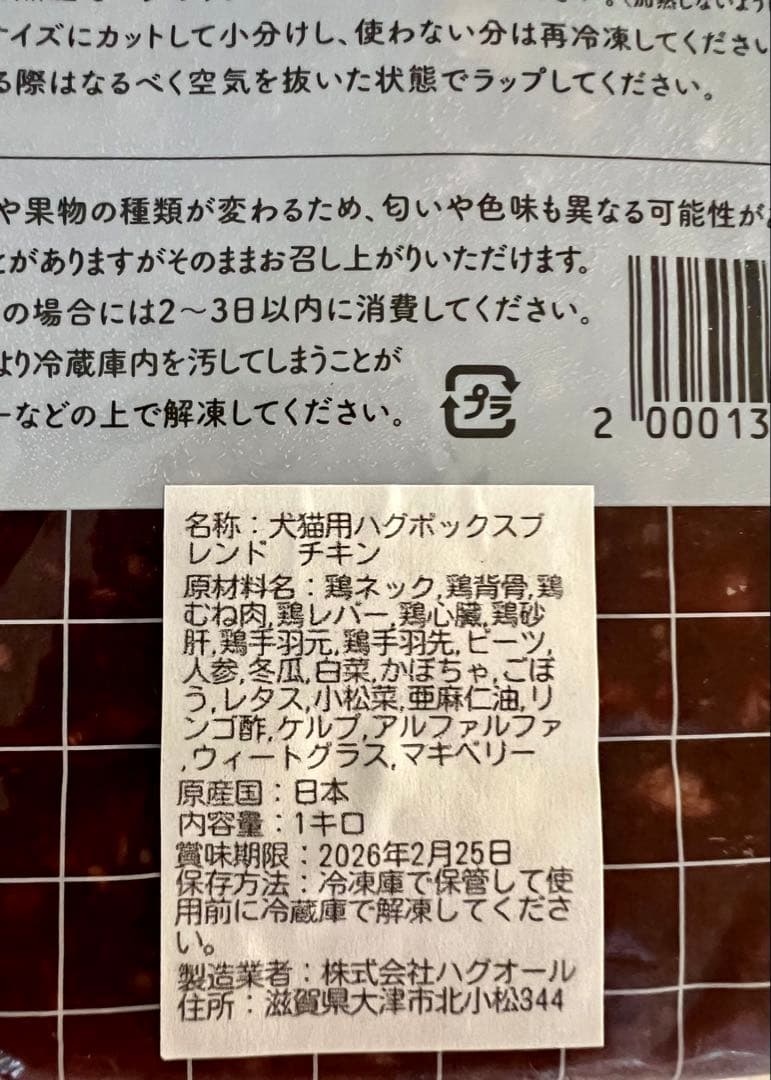 (加熱しないよう
イズにカットして小分けし、使わない分は再冷凍してください
る際はなるべく空気を抜いた状態でラップしてください。
や果物の種類が変わるため、匂いや色味も異なる可能性が
とがありますがそのままお召し上がりいただけます。
の場合には2〜3日以内に消費してください。
より冷蔵庫内を汚してしまうことが
ーなどの上で解凍してください。
プラ
2 00013
名称：犬猫用ハグボックスブ
レンド チキン
原材料名：鶏ネック,鶏背骨,鶏
むね肉,鶏レバー,鶏心臓,鶏砂
肝,鶏手羽元,鶏手羽先,ビーツ,
人参,冬瓜,白菜,かぼちゃ,ごぼ
う,レタス,小松菜,亜麻仁油,リ
ンゴ酢,ケルプ,アルファルファ
,ウィートグラス,マキベリー
原産国：日本
内容量：1キロ
賞味期限：2026年2月25日
保存方法：冷凍庫で保管して使
用前に冷蔵庫で解凍してくださ
い。
製造業者：株式会社ハグオール
住所：滋賀県大津市北小松344